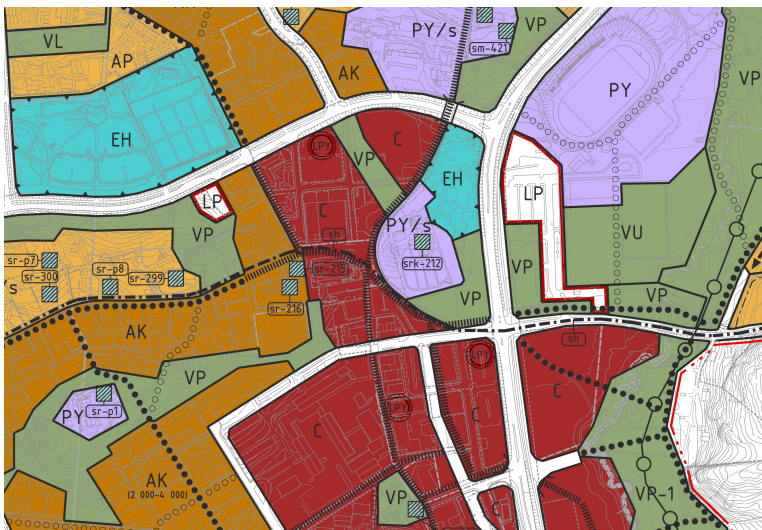 VL
AP
PY/s
sm-421
VP
AK
PY
VP
EH
LPY
C
VP
EH
LP
LP
C
PY/s
VP
sh
VU
sr-p7
sr-300
sr-p8
sr-299
sr-215
srk-212
VP
s
sr-216
VP
VP
AK
sh
VP
LPY
PY
sr-p1
C
C
LPY
C
AK
(2 000-4 000)
VP
C
VP-1